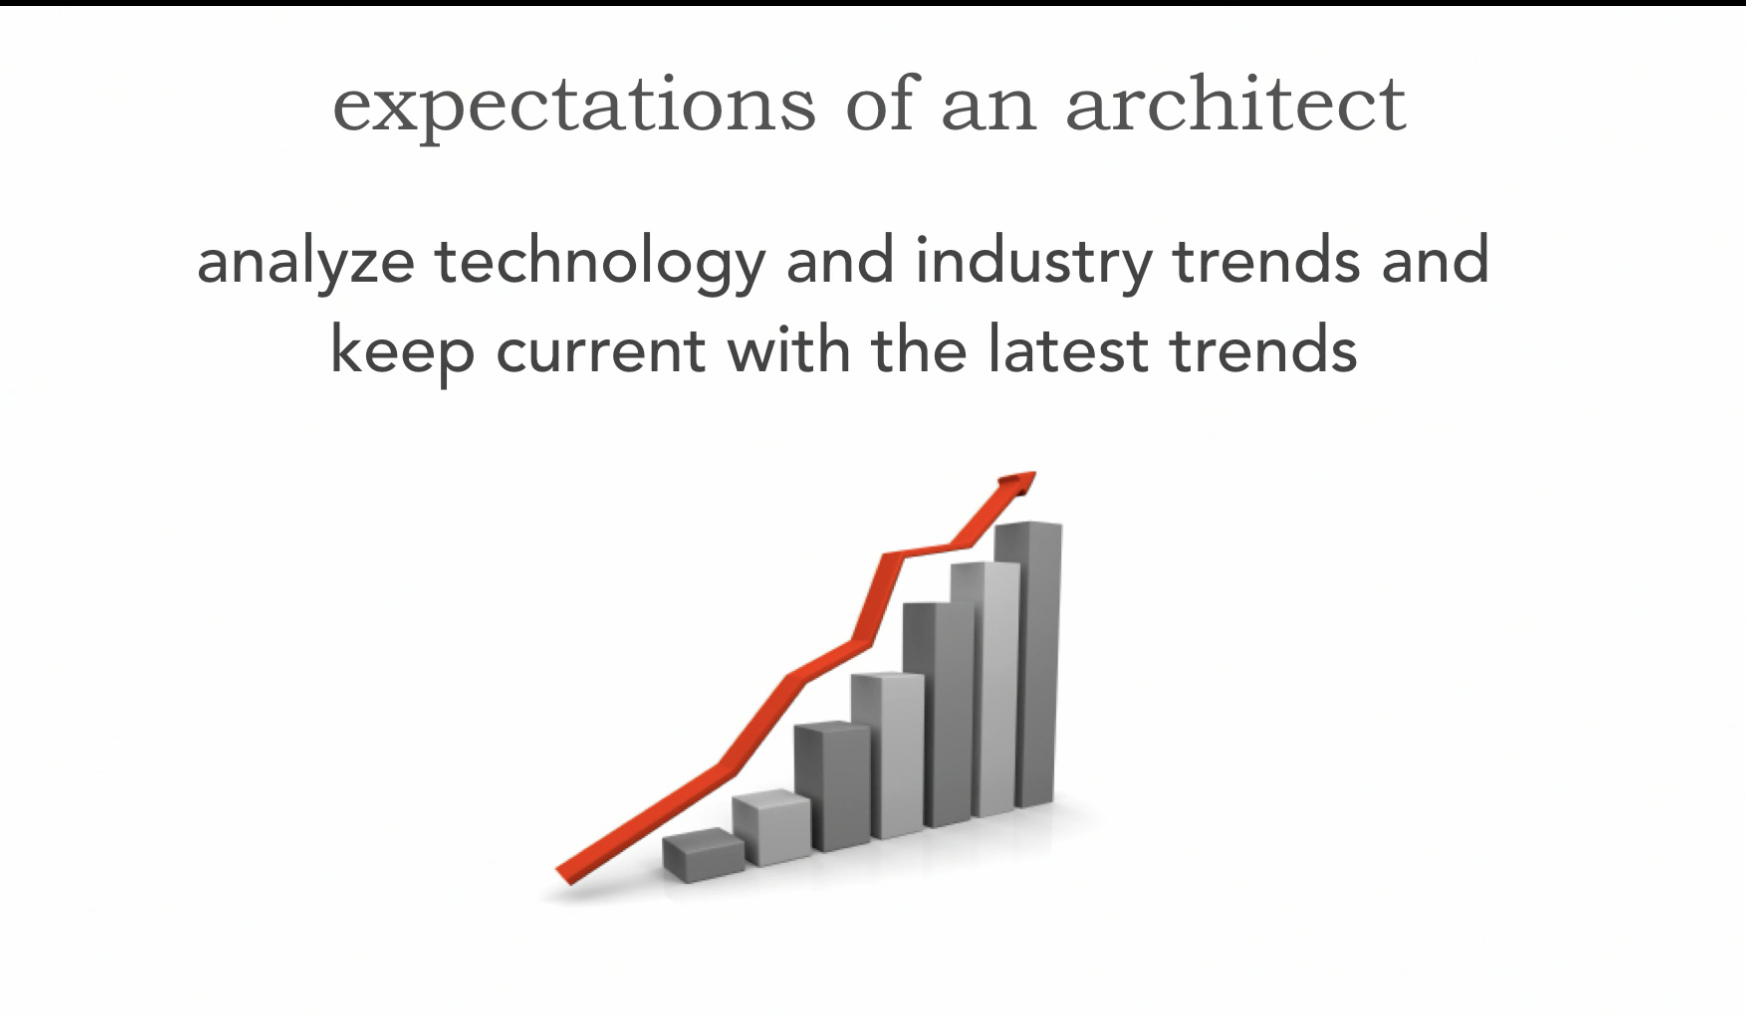 expectations of an architect
analyze technology and industry trends and
keep current with the latest trends